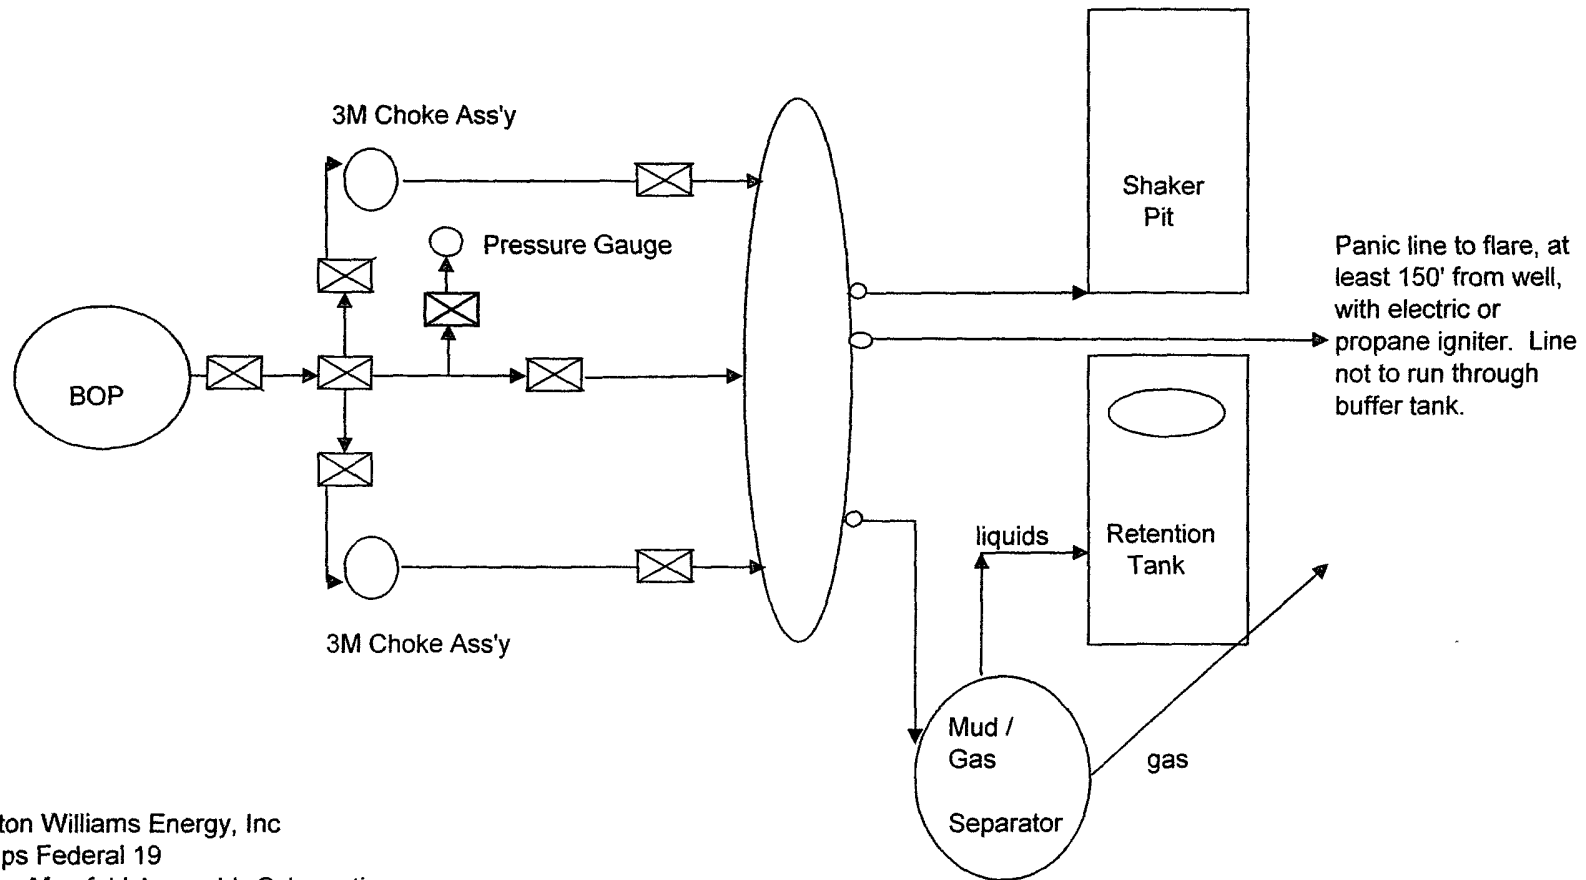 3M Choke Ass'y
Pressure Gauge
BOP
3M Choke Ass'y
Shaker
Pit
Panic line to flare, at
least 150' from well,
with electric or
propane igniter. Line
not to run through
buffer tank.
liquids
Retention
Tank
Mud /
Gas
Separator
gas
Williams Energy, Inc
Federal 19